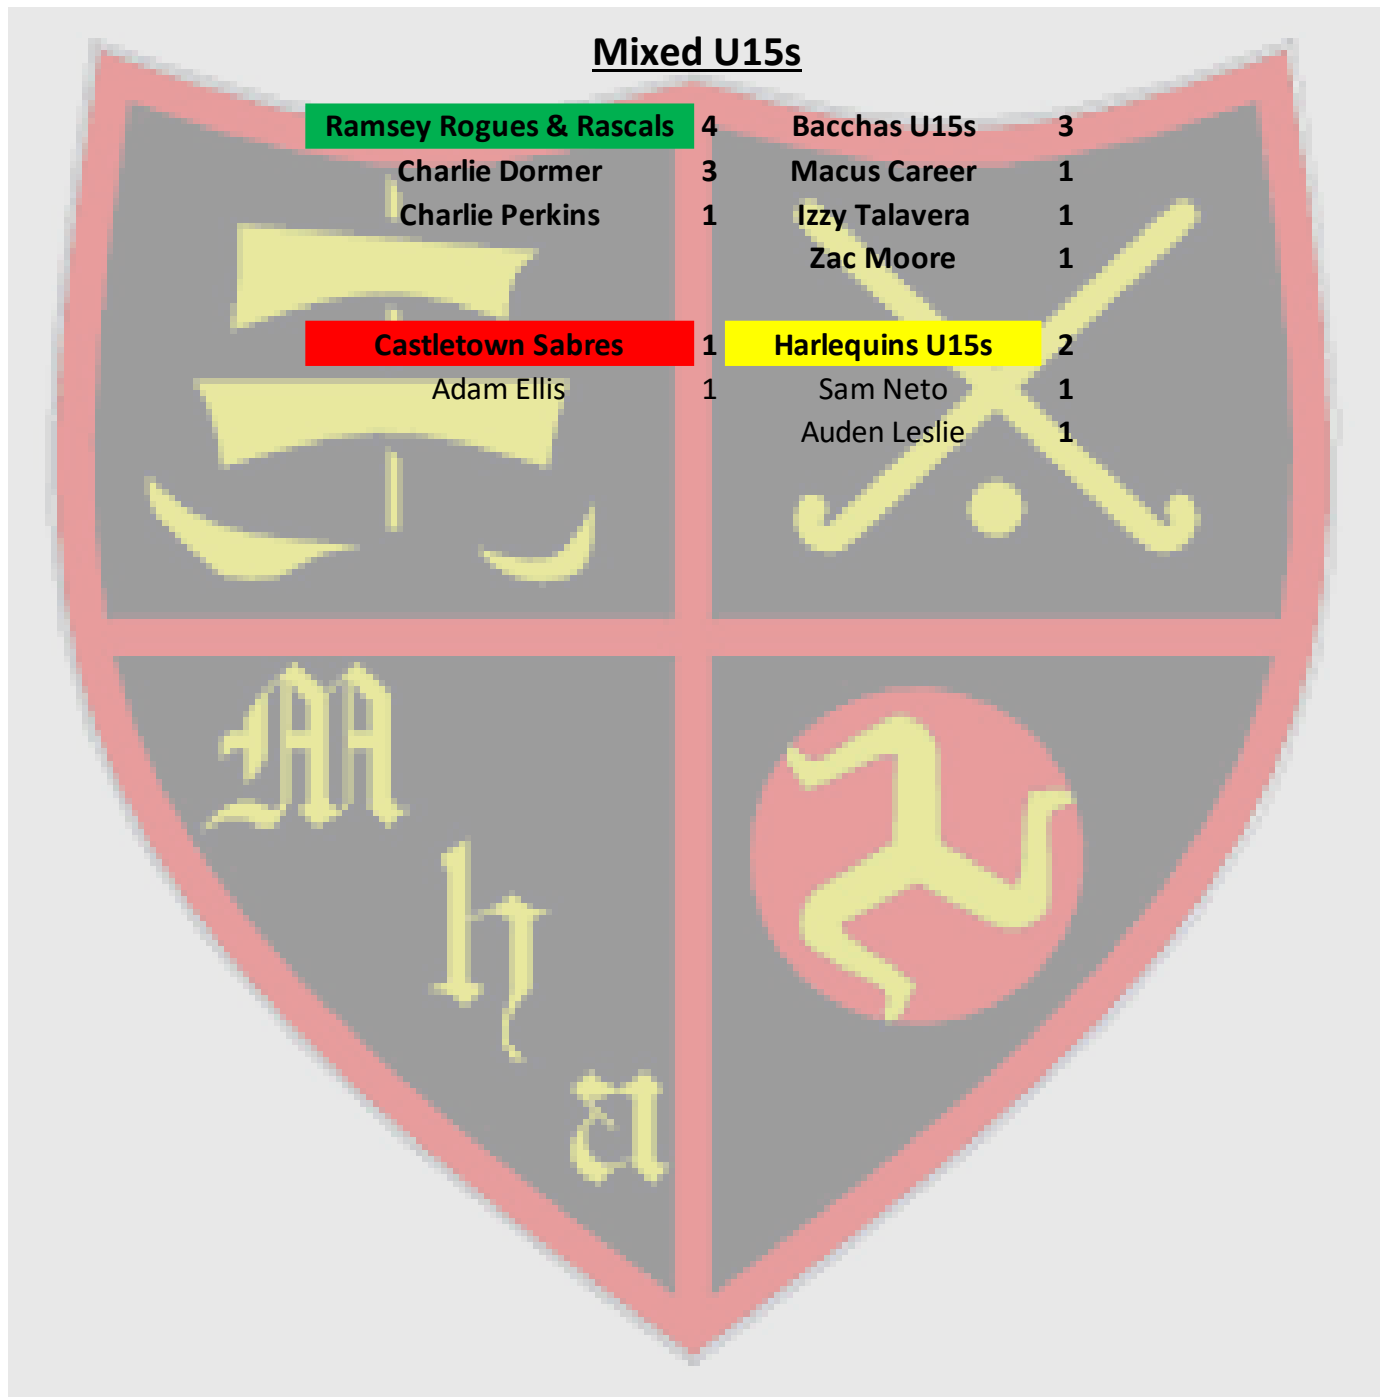 Mixed U15s
Ramsey Rogues & Rascals 4 Bacchas U15s 3
Charlie Dormer 3 Macus Career 1
Charlie Perkins 1 Izzy Talavera 1
Zac Moore 1
Castletown Sabres 1 Harlequins U15s 2
Adam Ellis 1 Sam Neto 1
Auden Leslie 1
M
h
a